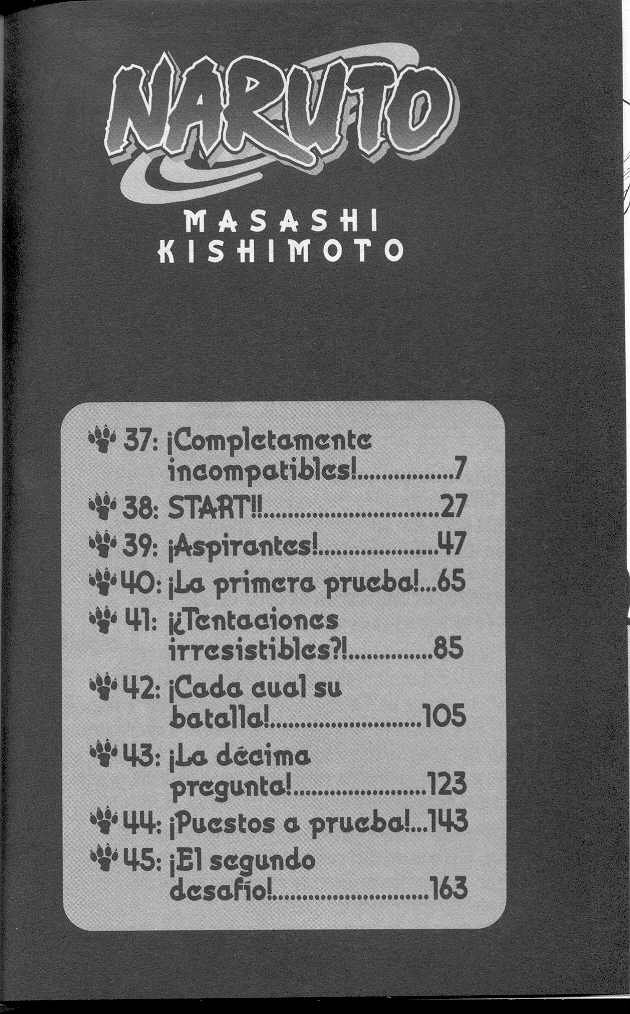 NARUTO
MASASHI
KISHIMOTO
37: ¡Completamente
incompatibles!.................7
38: START!!..............................27
39: ¡Aspirantes!....................47
40: ¡La primera prueba!...65
41: ¡¿Tentaciones
irresistibles?!..............85
42: ¡Cada cual su
batalla!..........................105
43: ¡La décima
pregunta!.......................123
44: ¡Puestos a prueba!...143
45: ¡El segundo
desafío!...........................163